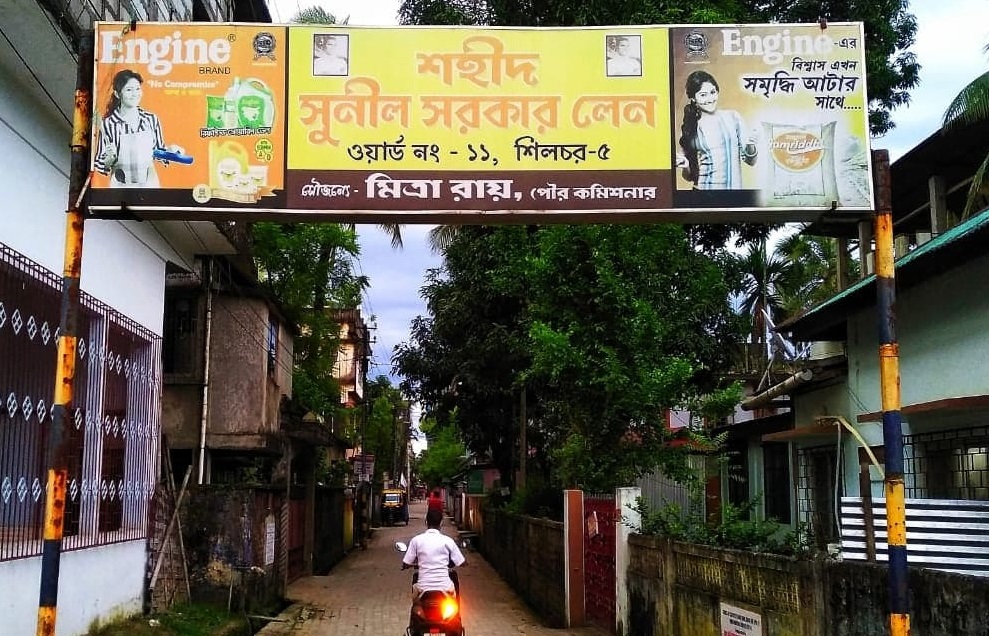 Engine
BRAND
"No Compromise"
শহীদ
সুনীল সরকার লেন
ওয়ার্ড নং - ১১, শিলচর-৫
সৌজন্যে - মিত্রা রায়, পৌর কমিশনার
Engine-এর
বিশ্বাস এখন
সমৃদ্ধি আটার
সাথে.....